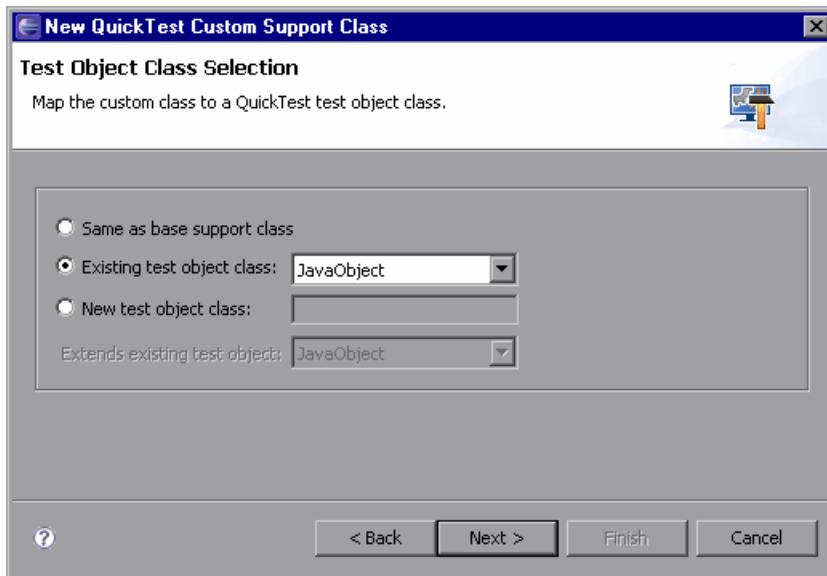 New QuickTest Custom Support Class
Test Object Class Selection
Map the custom class to a QuickTest test object class.
Same as base support class
Existing test object class: JavaObject
New test object class:
Extends existing test object: JavaObject
? < Back Next > Finish Cancel